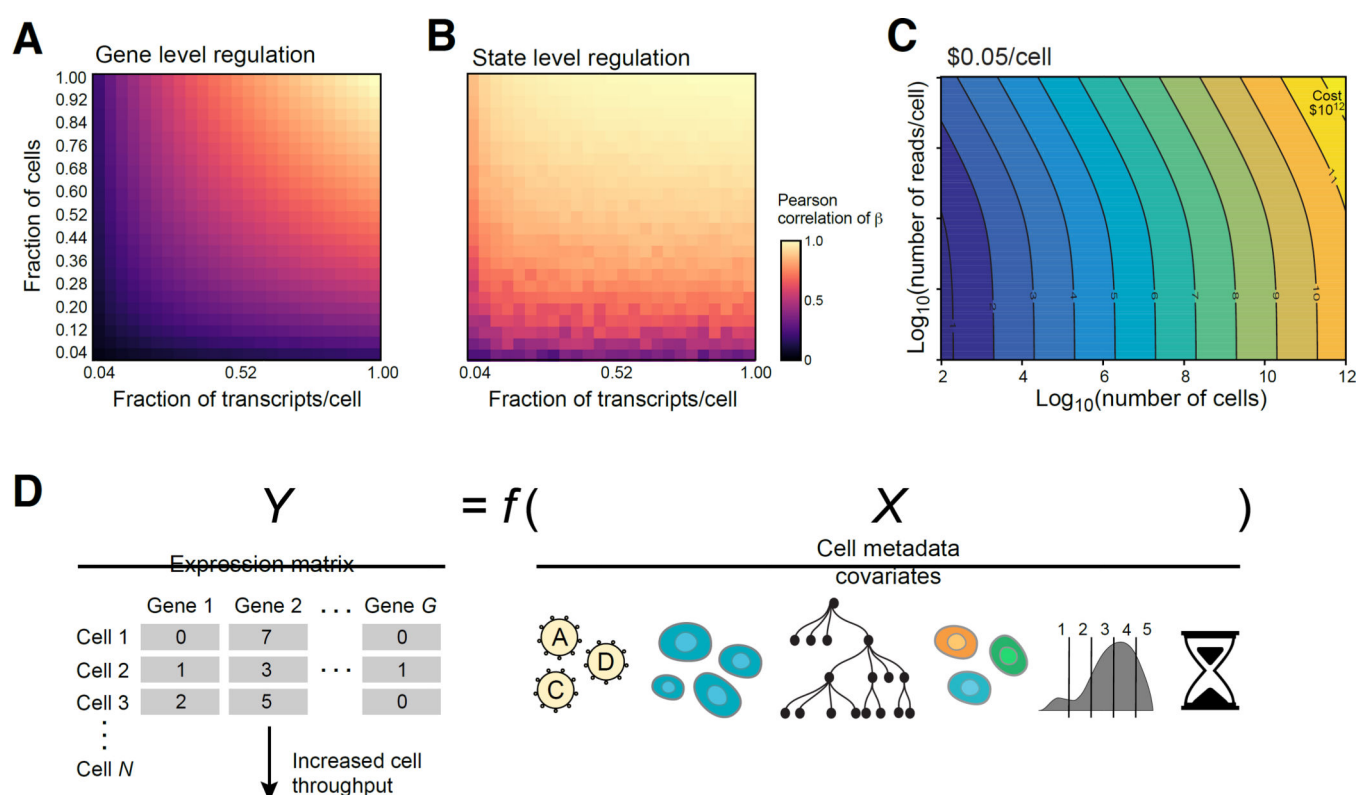 A
Gene level regulation
Fraction of cells
1.00
0.92
0.84
0.76
0.68
0.60
0.52
0.44
0.36
0.28
0.20
0.12
0.04
0.04 0.52 1.00
Fraction of transcripts/cell
B
State level regulation
0.04 0.52 1.00
Fraction of transcripts/cell
Pearson
correlation of β
1.0
0.5
0
C
$0.05/cell
Log10(number of reads/cell)
Cost
$10¹²
1 2 3 4 5 6 7 8 9 10 11
2 4 6 8 10 12
Log10(number of cells)
D
Y = f( X )
Expression matrix
Cell metadata
covariates
Gene 1 Gene 2 ... Gene G
Cell 1 0 7 0
Cell 2 1 3 ... 1
Cell 3 2 5 0
Cell N
Increased cell
throughput
A
D
C
1 2 3 4 5